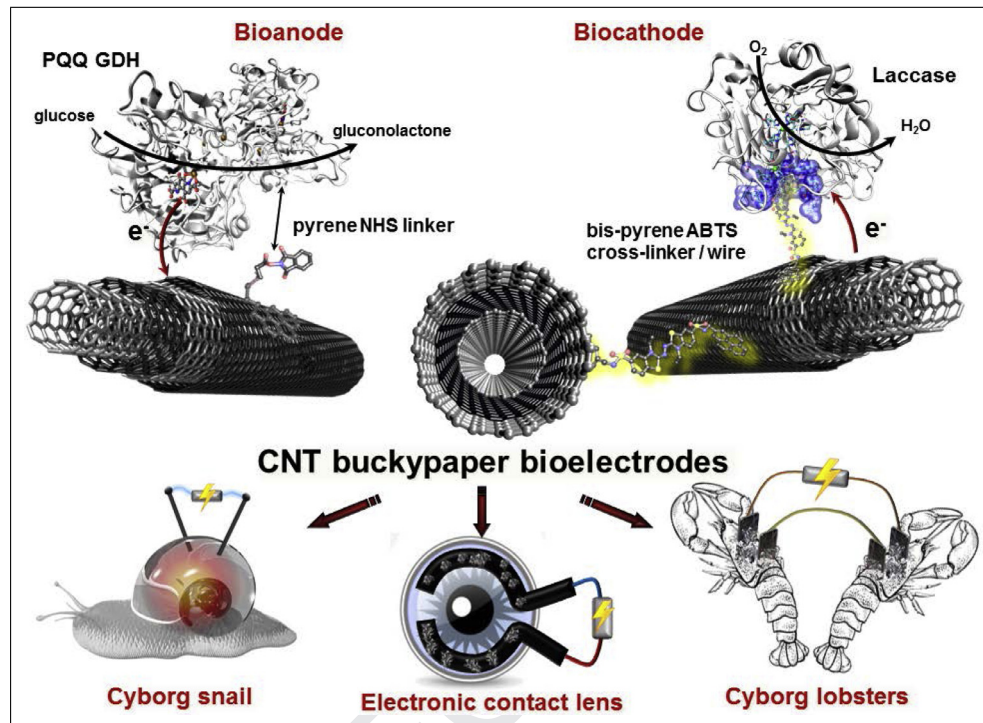 Bioanode
Biocathode
PQQ GDH
glucose
gluconolactone
e-
pyrene NHS linker
O2
Laccase
H2O
bis-pyrene ABTS
cross-linker / wire
e-
CNT buckypaper bioelectrodes
Cyborg snail
Electronic contact lens
Cyborg lobsters